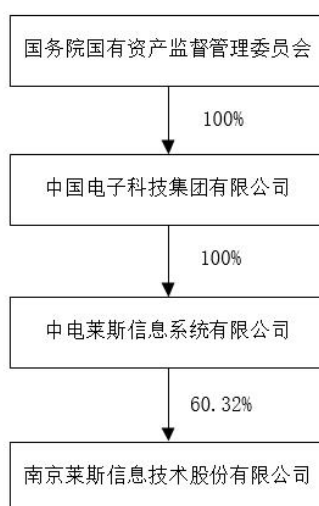 国务院国有资产监督管理委员会
100%
中国电子科技集团有限公司
100%
中电莱斯信息系统有限公司
60.32%
南京莱斯信息技术股份有限公司